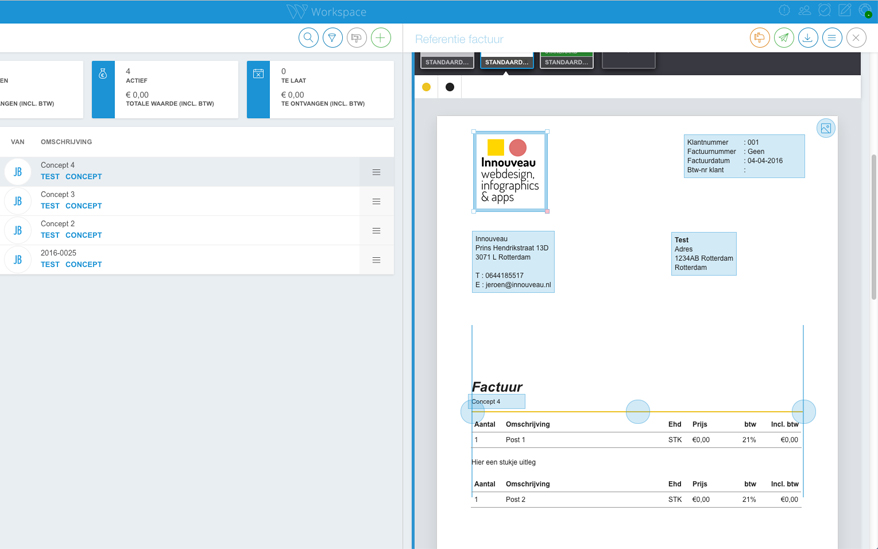 Workspace
Referentie factuur
STANDAARD...
STANDAARD...
STANDAARD...
EN
NGEN (INCL. BTW)
4
ACTIEF
€ 0,00
TOTALE WAARDE (INCL. BTW)
0
TE LAAT
€ 0,00
TE ONTVANGEN (INCL. BTW)
VAN OMSCHRIJVING
JB
Concept 4
TEST CONCEPT
JB
Concept 3
TEST CONCEPT
JB
Concept 2
TEST CONCEPT
JB
2016-0025
TEST CONCEPT
Innouveau
webdesign,
infographics
& apps
Klantnummer : 001
Factuurnummer : Geen
Factuurdatum : 04-04-2016
Btw-nr klant :
Innouveau
Prins Hendrikstraat 13D
3071 L Rotterdam
T : 0644185517
E : jeroen@innouveau.nl
Test
Adres
1234AB Rotterdam
Rotterdam
Factuur
Concept 4
Aantal Omschrijving Ehd Prijs btw Incl. btw
1 Post 1 STK €0,00 21% €0,00
Hier een stukje uitleg
Aantal Omschrijving Ehd Prijs btw Incl. btw
1 Post 2 STK €0,00 21% €0,00